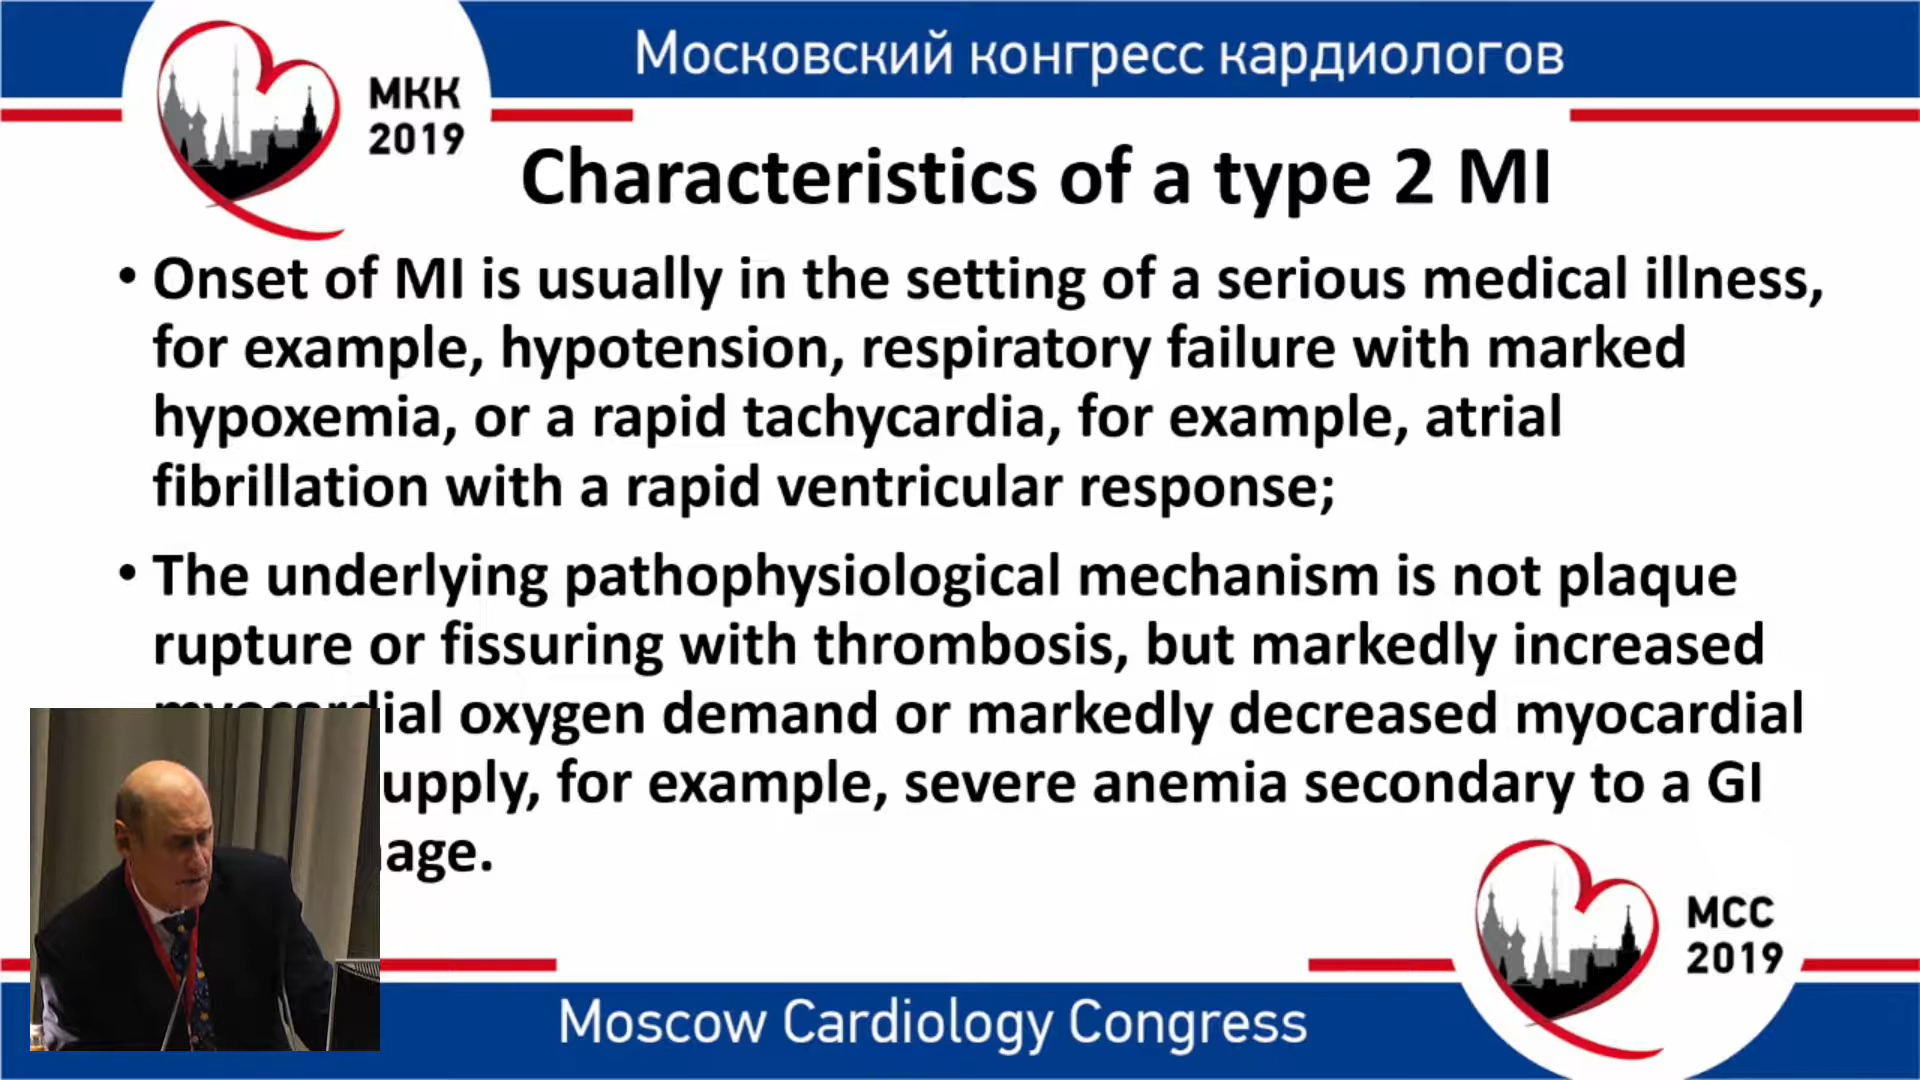 Московский конгресс кардиологов
МКК
2019
Characteristics of a type 2 MI
• Onset of MI is usually in the setting of a serious medical illness,
for example, hypotension, respiratory failure with marked
hypoxemia, or a rapid tachycardia, for example, atrial
fibrillation with a rapid ventricular response;
• The underlying pathophysiological mechanism is not plaque
rupture or fissuring with thrombosis, but markedly increased
myocardial oxygen demand or markedly decreased myocardial
upply, for example, severe anemia secondary to a GI
age.
MCC
2019
Moscow Cardiology Congress